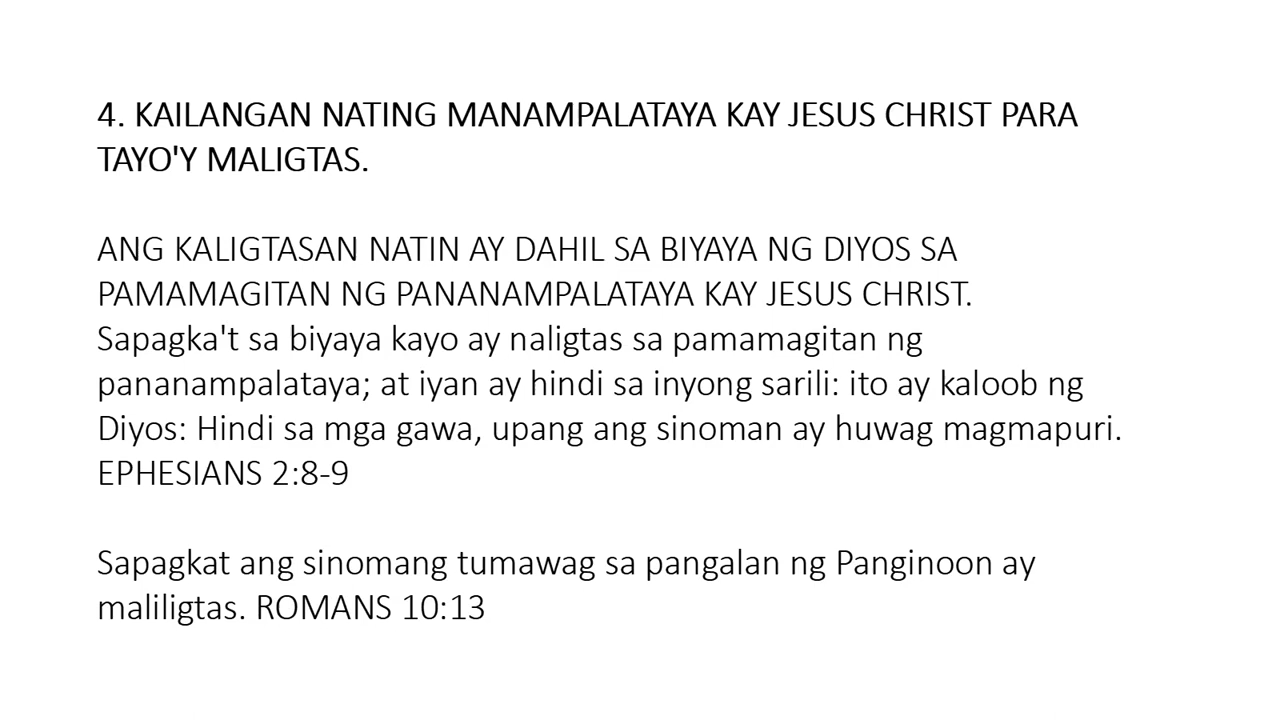 4. KAILANGAN NATING MANAMPALATAYA KAY JESUS CHRIST PARA
TAYO'Y MALIGTAS.
ANG KALIGTASAN NATIN AY DAHIL SA BIYAYA NG DIYOS SA
PAMAMAGITAN NG PANANAMPALATAYA KAY JESUS CHRIST.
Sapagka't sa biyaya kayo ay naligtas sa pamamagitan ng
pananampalataya; at iyan ay hindi sa inyong sarili: ito ay kaloob ng
Diyos: Hindi sa mga gawa, upang ang sinoman ay huwag magmapuri.
EPHESIANS 2:8-9
Sapagkat ang sinomang tumawag sa pangalan ng Panginoon ay
maliligtas. ROMANS 10:13